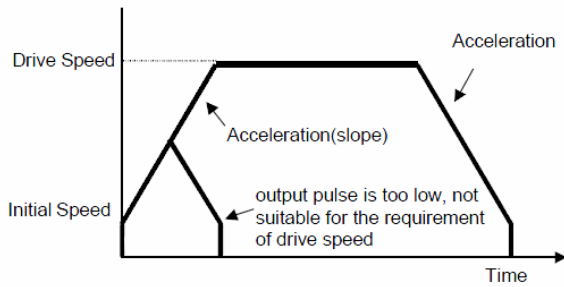 Acceleration
Drive Speed
Acceleration(slope)
output pulse is too low, not
suitable for the requirement
of drive speed
Initial Speed
Time